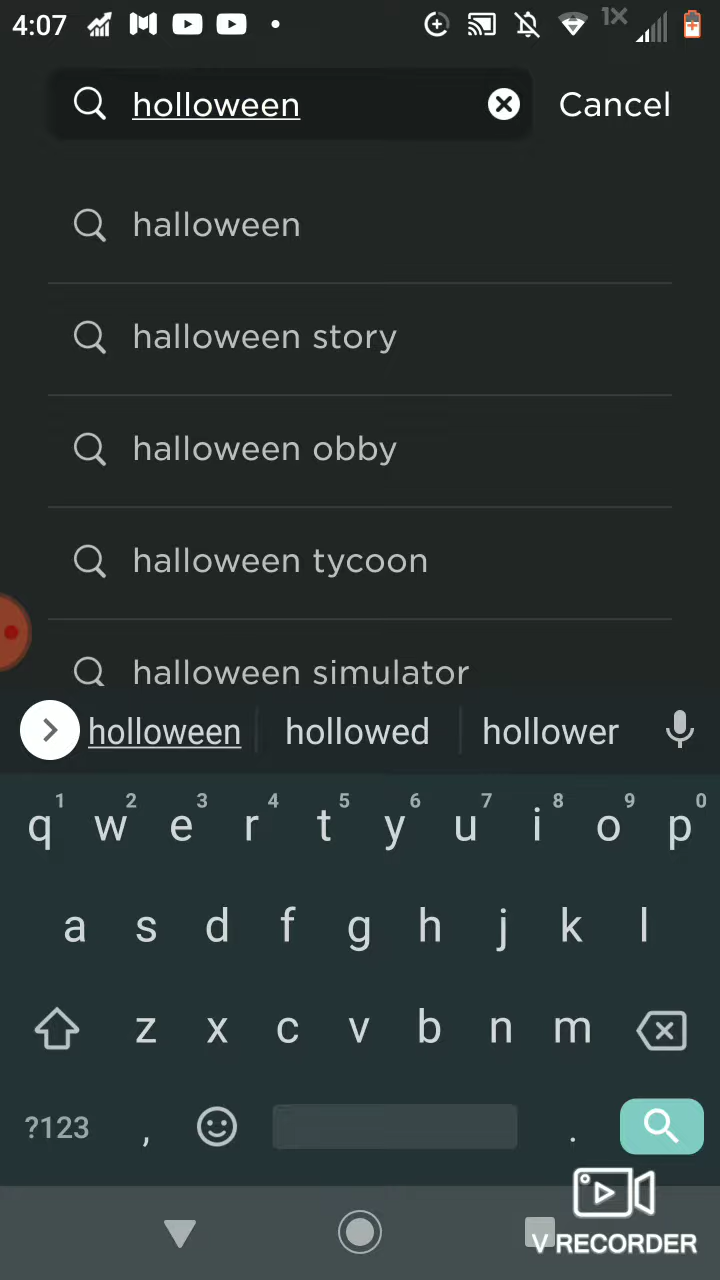 4:07 1X
holloween Cancel
halloween
halloween story
halloween obby
halloween tycoon
halloween simulator
holloween hollowed hollower
1 2 3 4 5 6 7 8 9 0
q w e r t y u i o p
a s d f g h j k l
z x c v b n m
?123 , .
V RECORDER